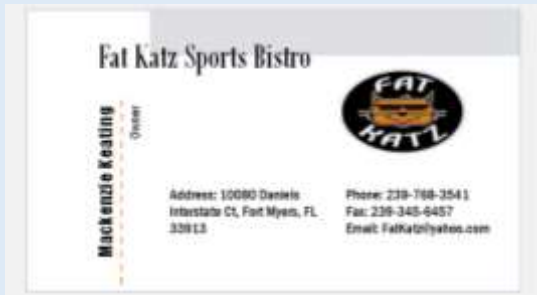 Fat Katz Sports Bistro
FAT
KATZ
Mackenzie Keating
Owner
Address: 10080 Daniels
Interstate Ct, Fort Myers, FL
33913
Phone: 239-768-3541
Fax: 239-345-6457
Email: FatKatz@yahoo.com